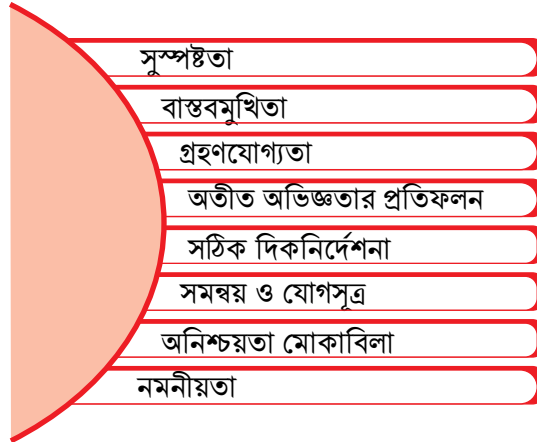 সুস্পষ্টতা
বাস্তবমুখিতা
গ্রহণযোগ্যতা
অতীত অভিজ্ঞতার প্রতিফলন
সঠিক দিকনির্দেশনা
সমন্বয় ও যোগসূত্র
অনিশ্চয়তা মোকাবিলা
নমনীয়তা